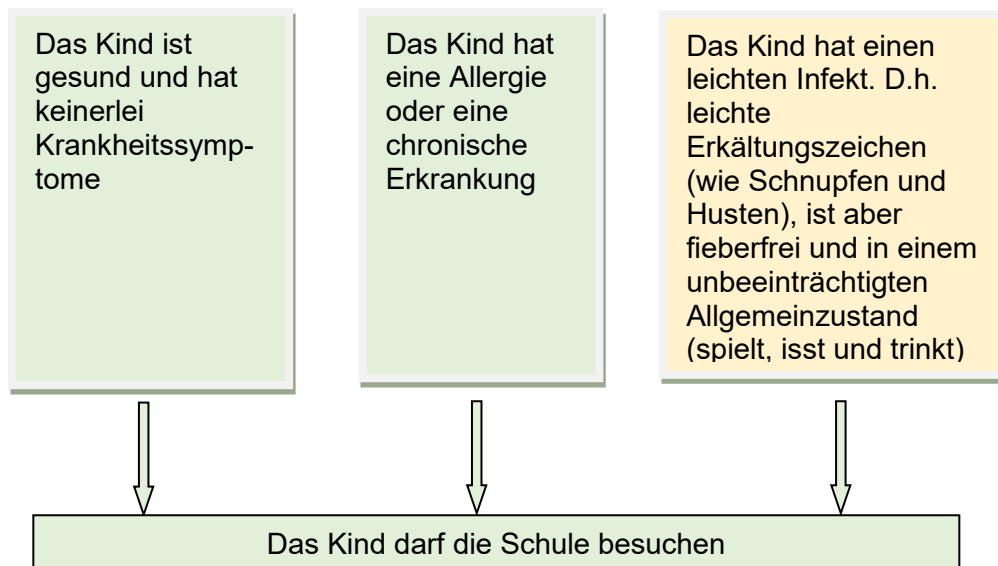 Das Kind ist
gesund und hat
keinerlei
Krankheitssymp-
tome
Das Kind hat
eine Allergie
oder eine
chronische
Erkrankung
Das Kind hat einen
leichten Infekt. D.h.
leichte
Erkältungszeichen
(wie Schnupfen und
Husten), ist aber
fieberfrei und in einem
unbeeinträchtigten
Allgemeinzustand
(spielt, isst und trinkt)
Das Kind darf die Schule besuchen